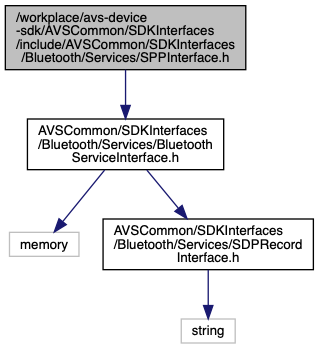 /workplace/avs-device
-sdk/AVSCommon/SDKInterfaces
/include/AVSCommon/SDKInterfaces
/Bluetooth/Services/SPPInterface.h
AVSCommon/SDKInterfaces
/Bluetooth/Services/Bluetooth
ServiceInterface.h
memory
AVSCommon/SDKInterfaces
/Bluetooth/Services/SDPRecord
Interface.h
string